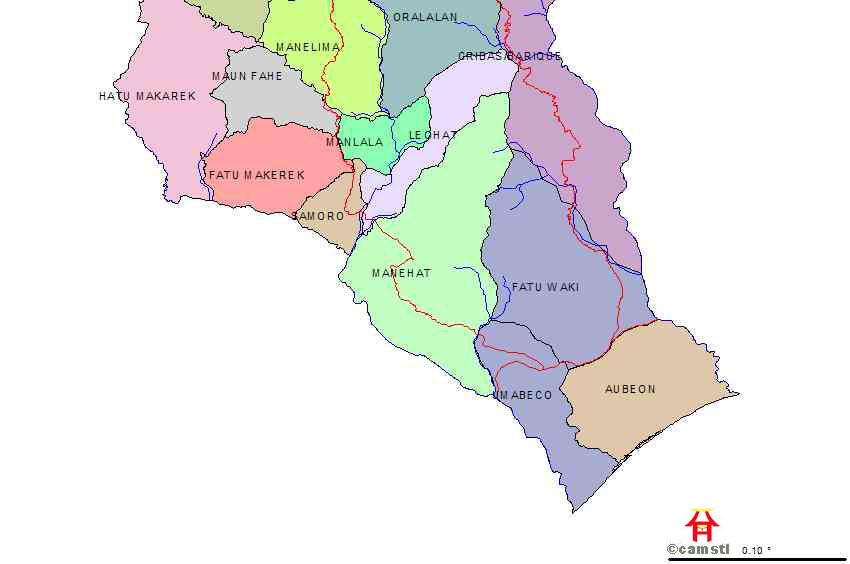 ORALALAN
MANELIMA
CRIBAS/BARIQUE
MAUN FAHE
HATU MAKAREK
LECHAT
MANLALA
FATU MAKEREK
SAMORO
MANEHAT
FATU WAKI
AUBEON
UMABECO
©camstl 0.10 °